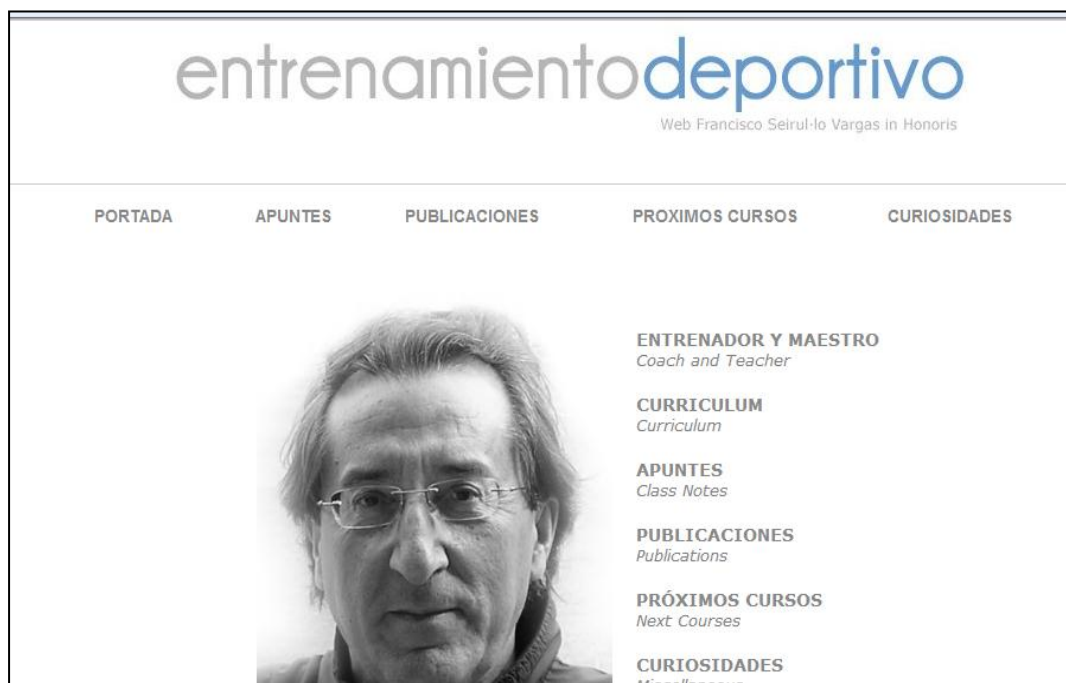 entrenamientodeportivo
Web Francisco Seirul·lo Vargas in Honoris
PORTADA APUNTES PUBLICACIONES PROXIMOS CURSOS CURIOSIDADES
ENTRENADOR Y MAESTRO
Coach and Teacher
CURRICULUM
Curriculum
APUNTES
Class Notes
PUBLICACIONES
Publications
PRÓXIMOS CURSOS
Next Courses
CURIOSIDADES